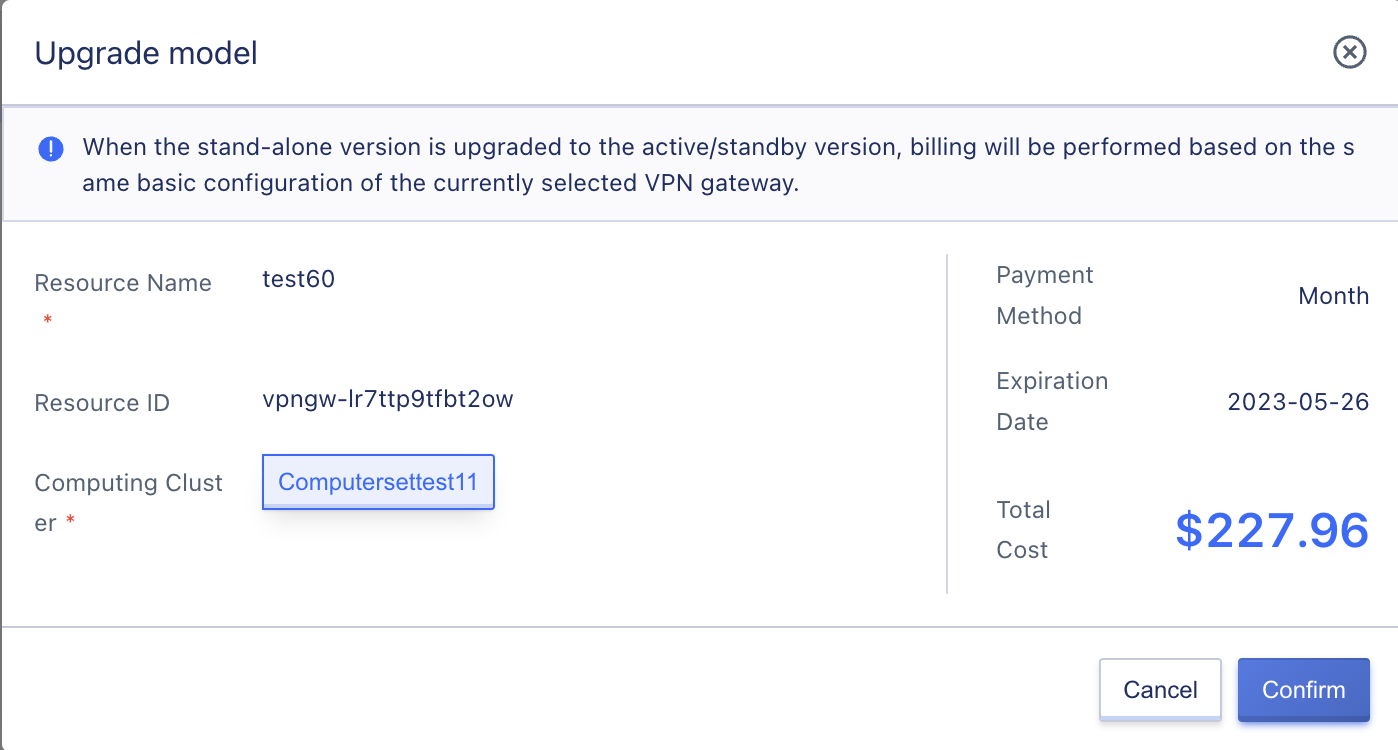 Upgrade model
When the stand-alone version is upgraded to the active/standby version, billing will be performed based on the s
ame basic configuration of the currently selected VPN gateway.
Resource Name
*
test60
Resource ID
vpngw-lr7ttp9tfbt2ow
Computing Clust
er *
Computersettest11
Payment
Method
Month
Expiration
Date
2023-05-26
Total
Cost
$227.96
Cancel
Confirm